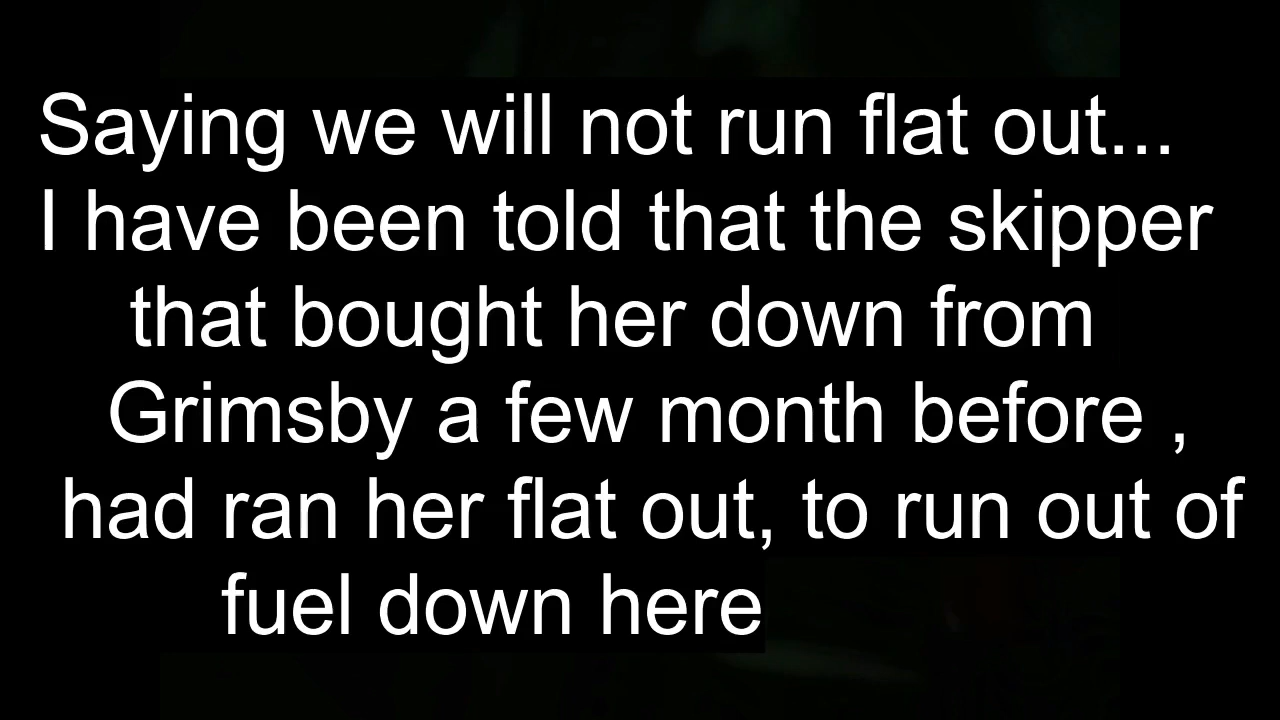 Saying we will not run flat out...
I have been told that the skipper
that bought her down from
Grimsby a few month before ,
had ran her flat out, to run out of
fuel down here